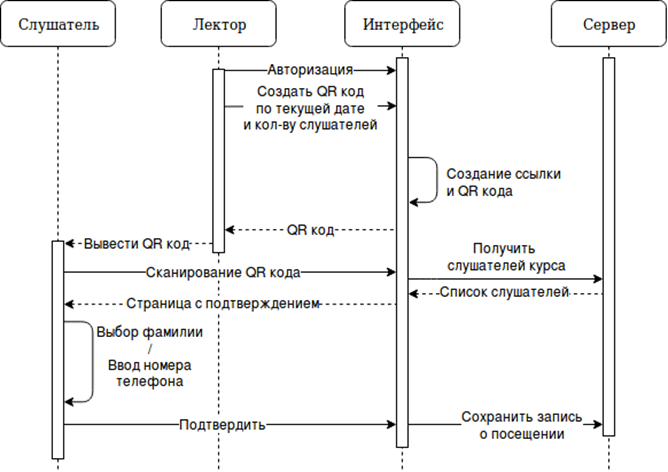 Слушатель
Лектор
Интерфейс
Сервер
Авторизация
Создать QR код
по текущей дате
и кол-ву слушателей
Создание ссылки
и QR кода
QR код
Вывести QR код
Получить
слушателей курса
Сканирование QR кода
Список слушателей
Страница с подтверждением
Выбор фамилии
/
Ввод номера
телефона
Подтвердить
Сохранить запись
о посещении